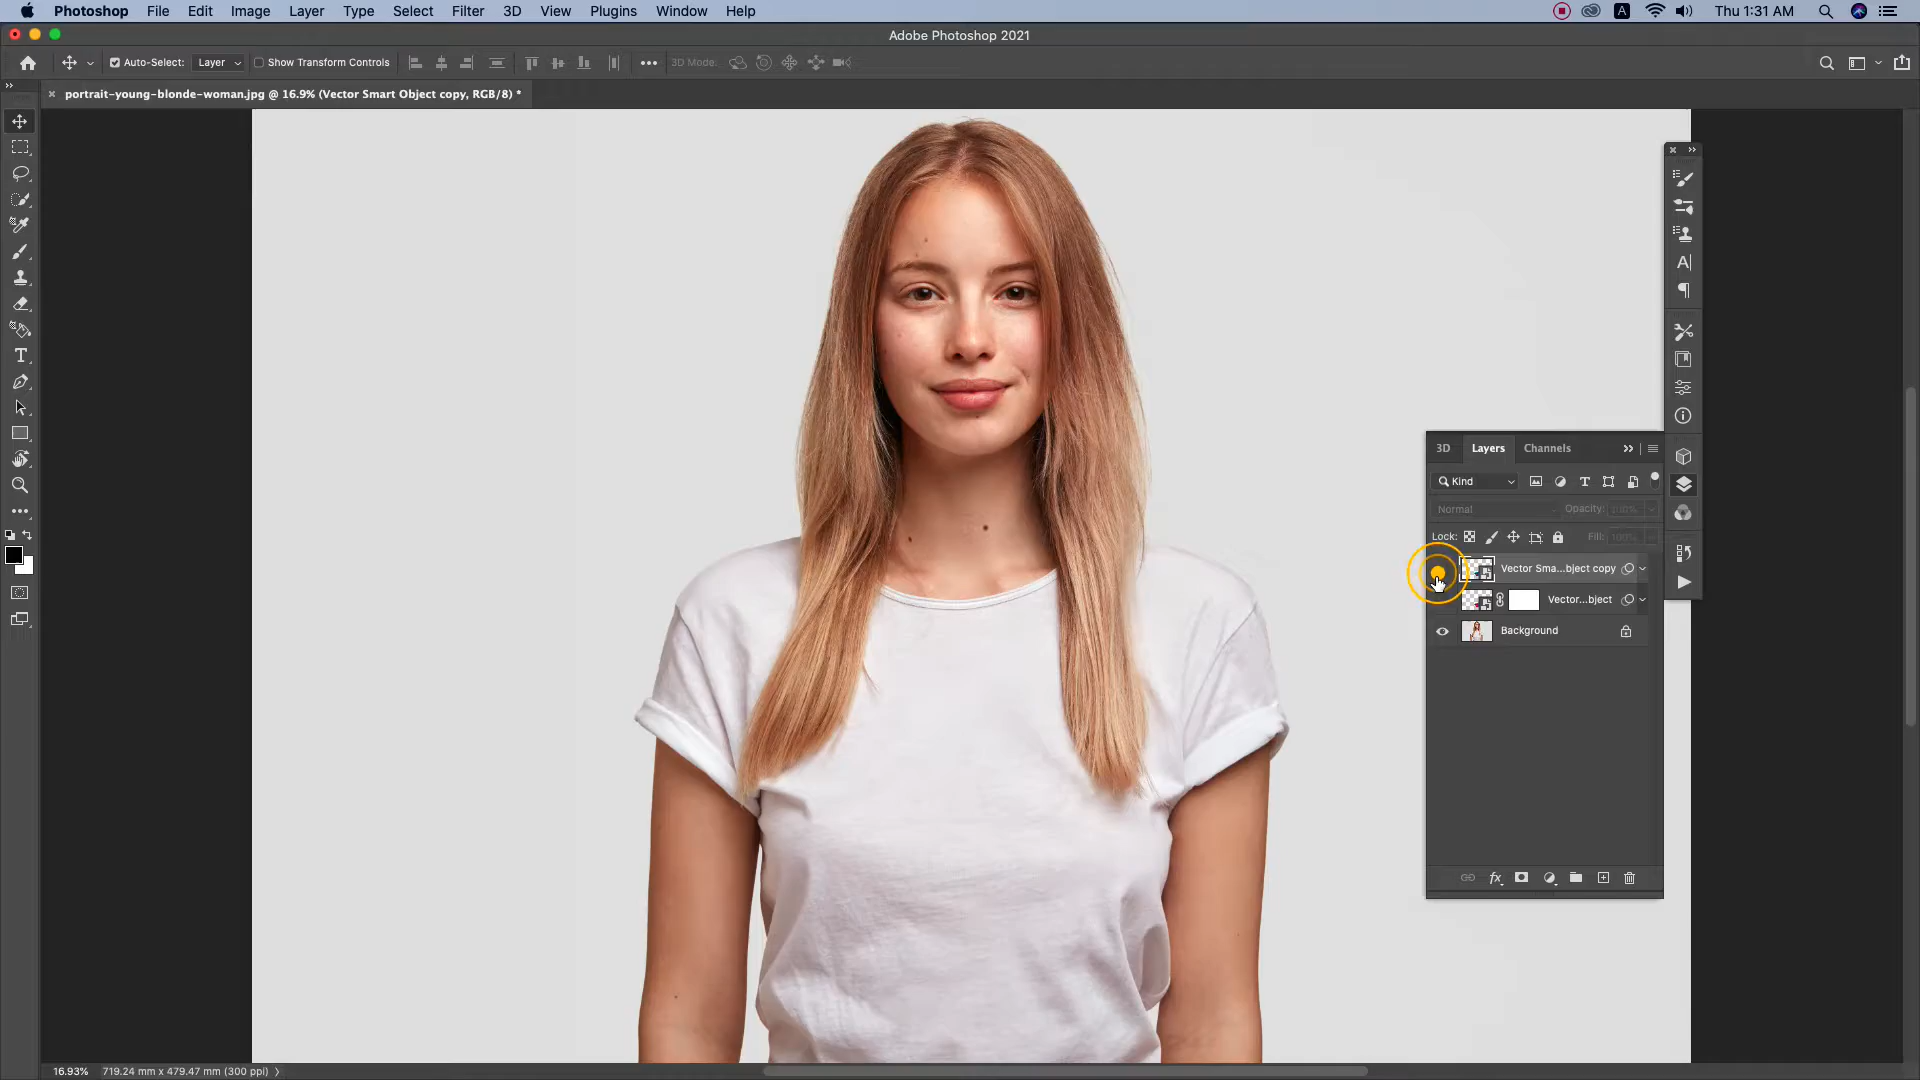 Photoshop File Edit Image Layer Type Select Filter 3D View Plugins Window Help A Thu 1:31 AM
Adobe Photoshop 2021
Auto-Select: Layer Show Transform Controls 3D Mode:
portrait-young-blonde-woman.jpg @ 16.9% (Vector Smart Object copy, RGB/8) *
3D Layers Channels
Kind
Normal Opacity: 100%
Lock: Fill: 100%
Vector Sma...bject copy
Vector...bject
Background
fx
16.93% 719.24 mm x 479.47 mm (300 ppi)